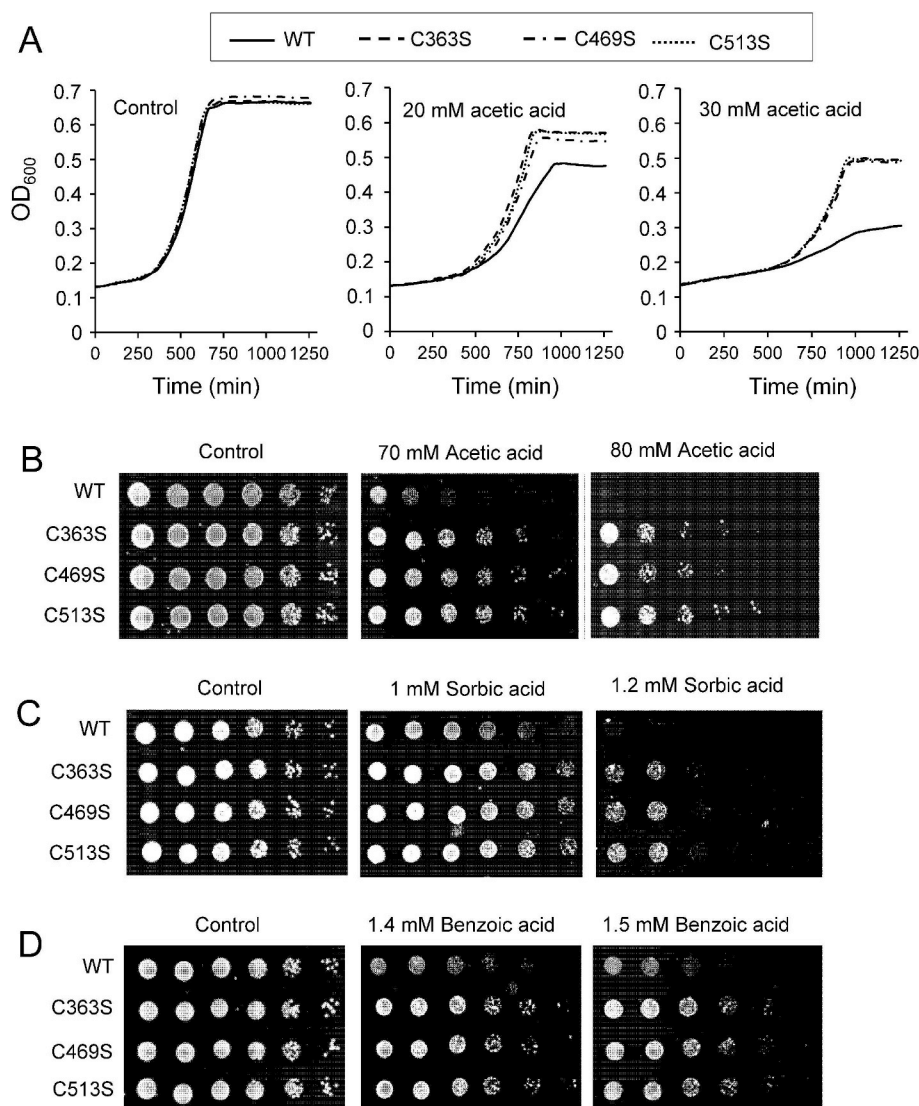 A
WT C363S C469S C513S
Control
20 mM acetic acid
30 mM acetic acid
OD600
0.7 0.7 0.7
0.6 0.6 0.6
0.5 0.5 0.5
0.4 0.4 0.4
0.3 0.3 0.3
0.2 0.2 0.2
0.1 0.1 0.1
0 0 0
0 250 500 750 1000 1250 0 250 500 750 1000 1250 0 250 500 750 1000 1250
Time (min) Time (min) Time (min)
B
Control 70 mM Acetic acid 80 mM Acetic acid
WT
C363S
C469S
C513S
C
Control 1 mM Sorbic acid 1.2 mM Sorbic acid
WT
C363S
C469S
C513S
D
Control 1.4 mM Benzoic acid 1.5 mM Benzoic acid
WT
C363S
C469S
C513S